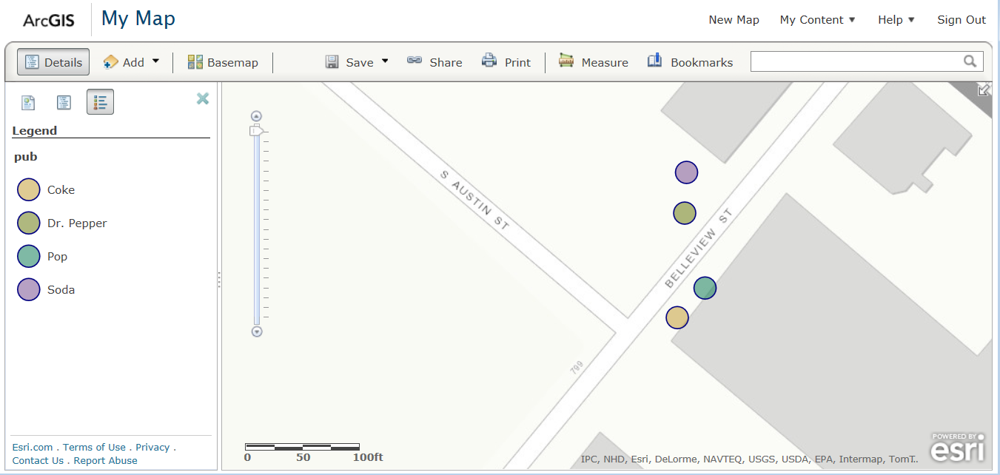 ArcGIS My Map New Map My Content Help Sign Out
Details Add Basemap Save Share Print Measure Bookmarks
Legend
pub
Coke
Dr. Pepper
Pop
Soda
Esri.com . Terms of Use . Privacy .
Contact Us . Report Abuse
S AUSTIN ST
BELLEVIEW ST
799
0 50 100ft
IPC, NHD, Esri, DeLorme, NAVTEQ, USGS, USDA, EPA, Intermap, TomT..
POWERED BY
esri